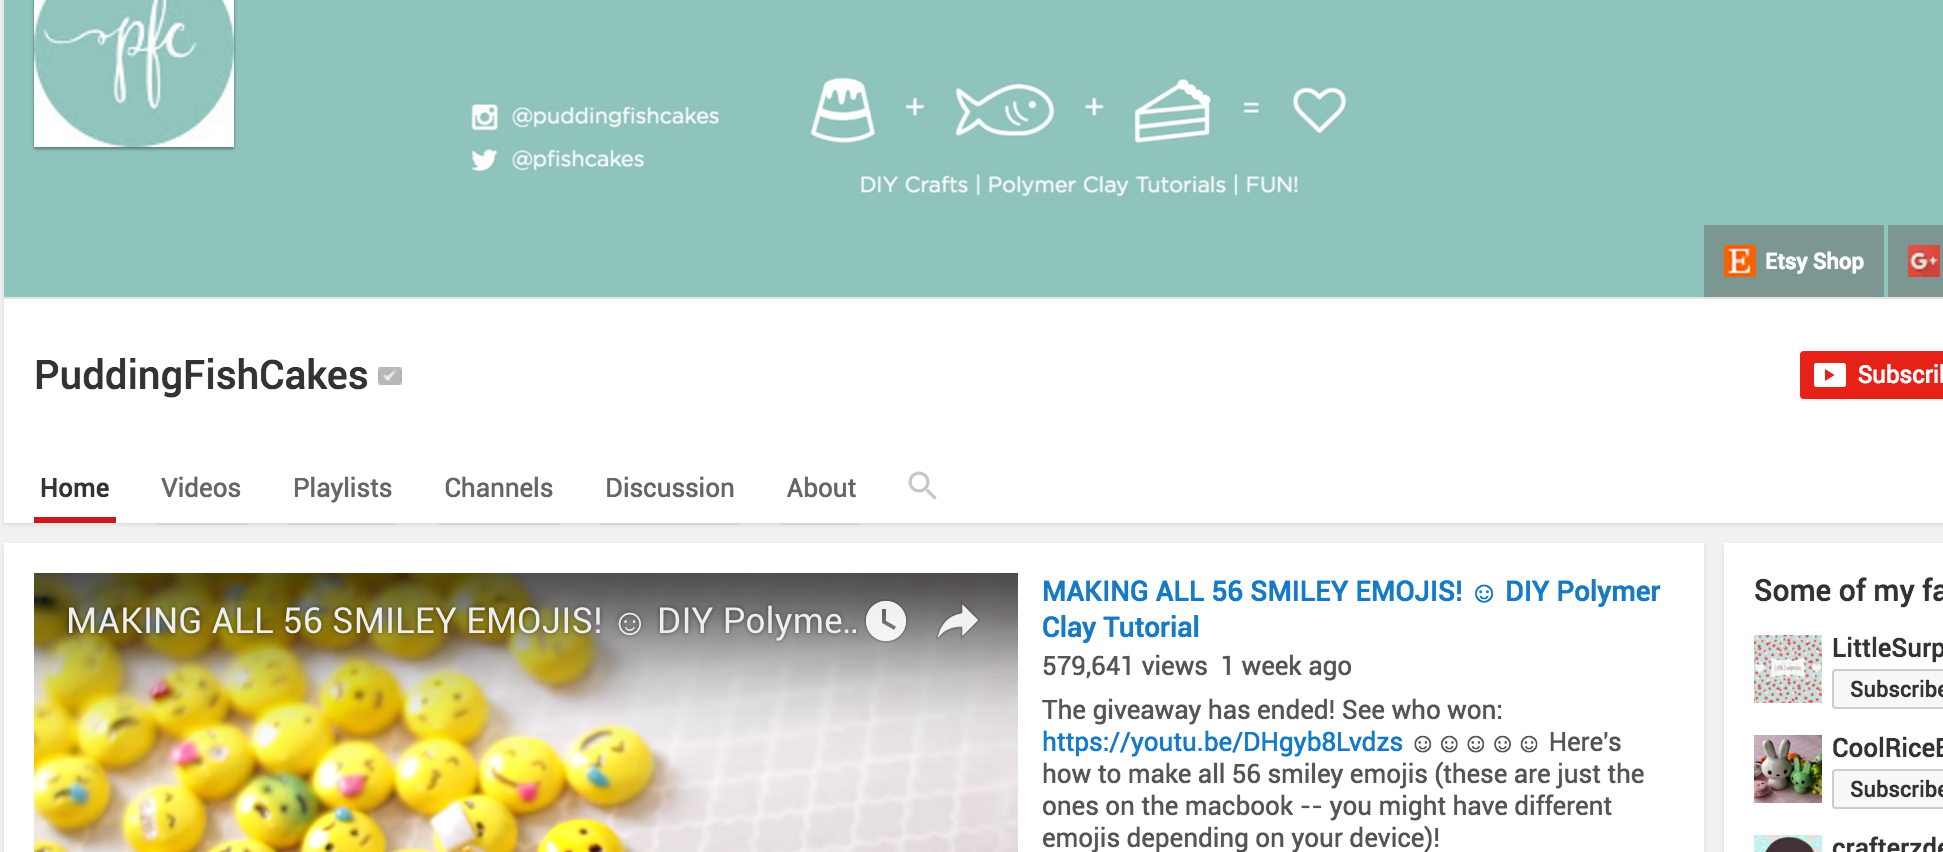 pfc
@puddingfishcakes
@pfishcakes
+ + =
DIY Crafts | Polymer Clay Tutorials | FUN!
E Etsy Shop
G+
PuddingFishCakes
Subscrib
Home Videos Playlists Channels Discussion About
MAKING ALL 56 SMILEY EMOJIS! ☺ DIY Polyme..
MAKING ALL 56 SMILEY EMOJIS! ☺ DIY Polymer
Clay Tutorial
579,641 views 1 week ago
The giveaway has ended! See who won:
https://youtu.be/DHgyb8Lvdzs ☺☺☺☺☺ Here's
how to make all 56 smiley emojis (these are just the
ones on the macbook -- you might have different
emojis depending on your device)!
Some of my fa
LittleSurp
Subscribe
CoolRiceB
Subscribe
crafterzde